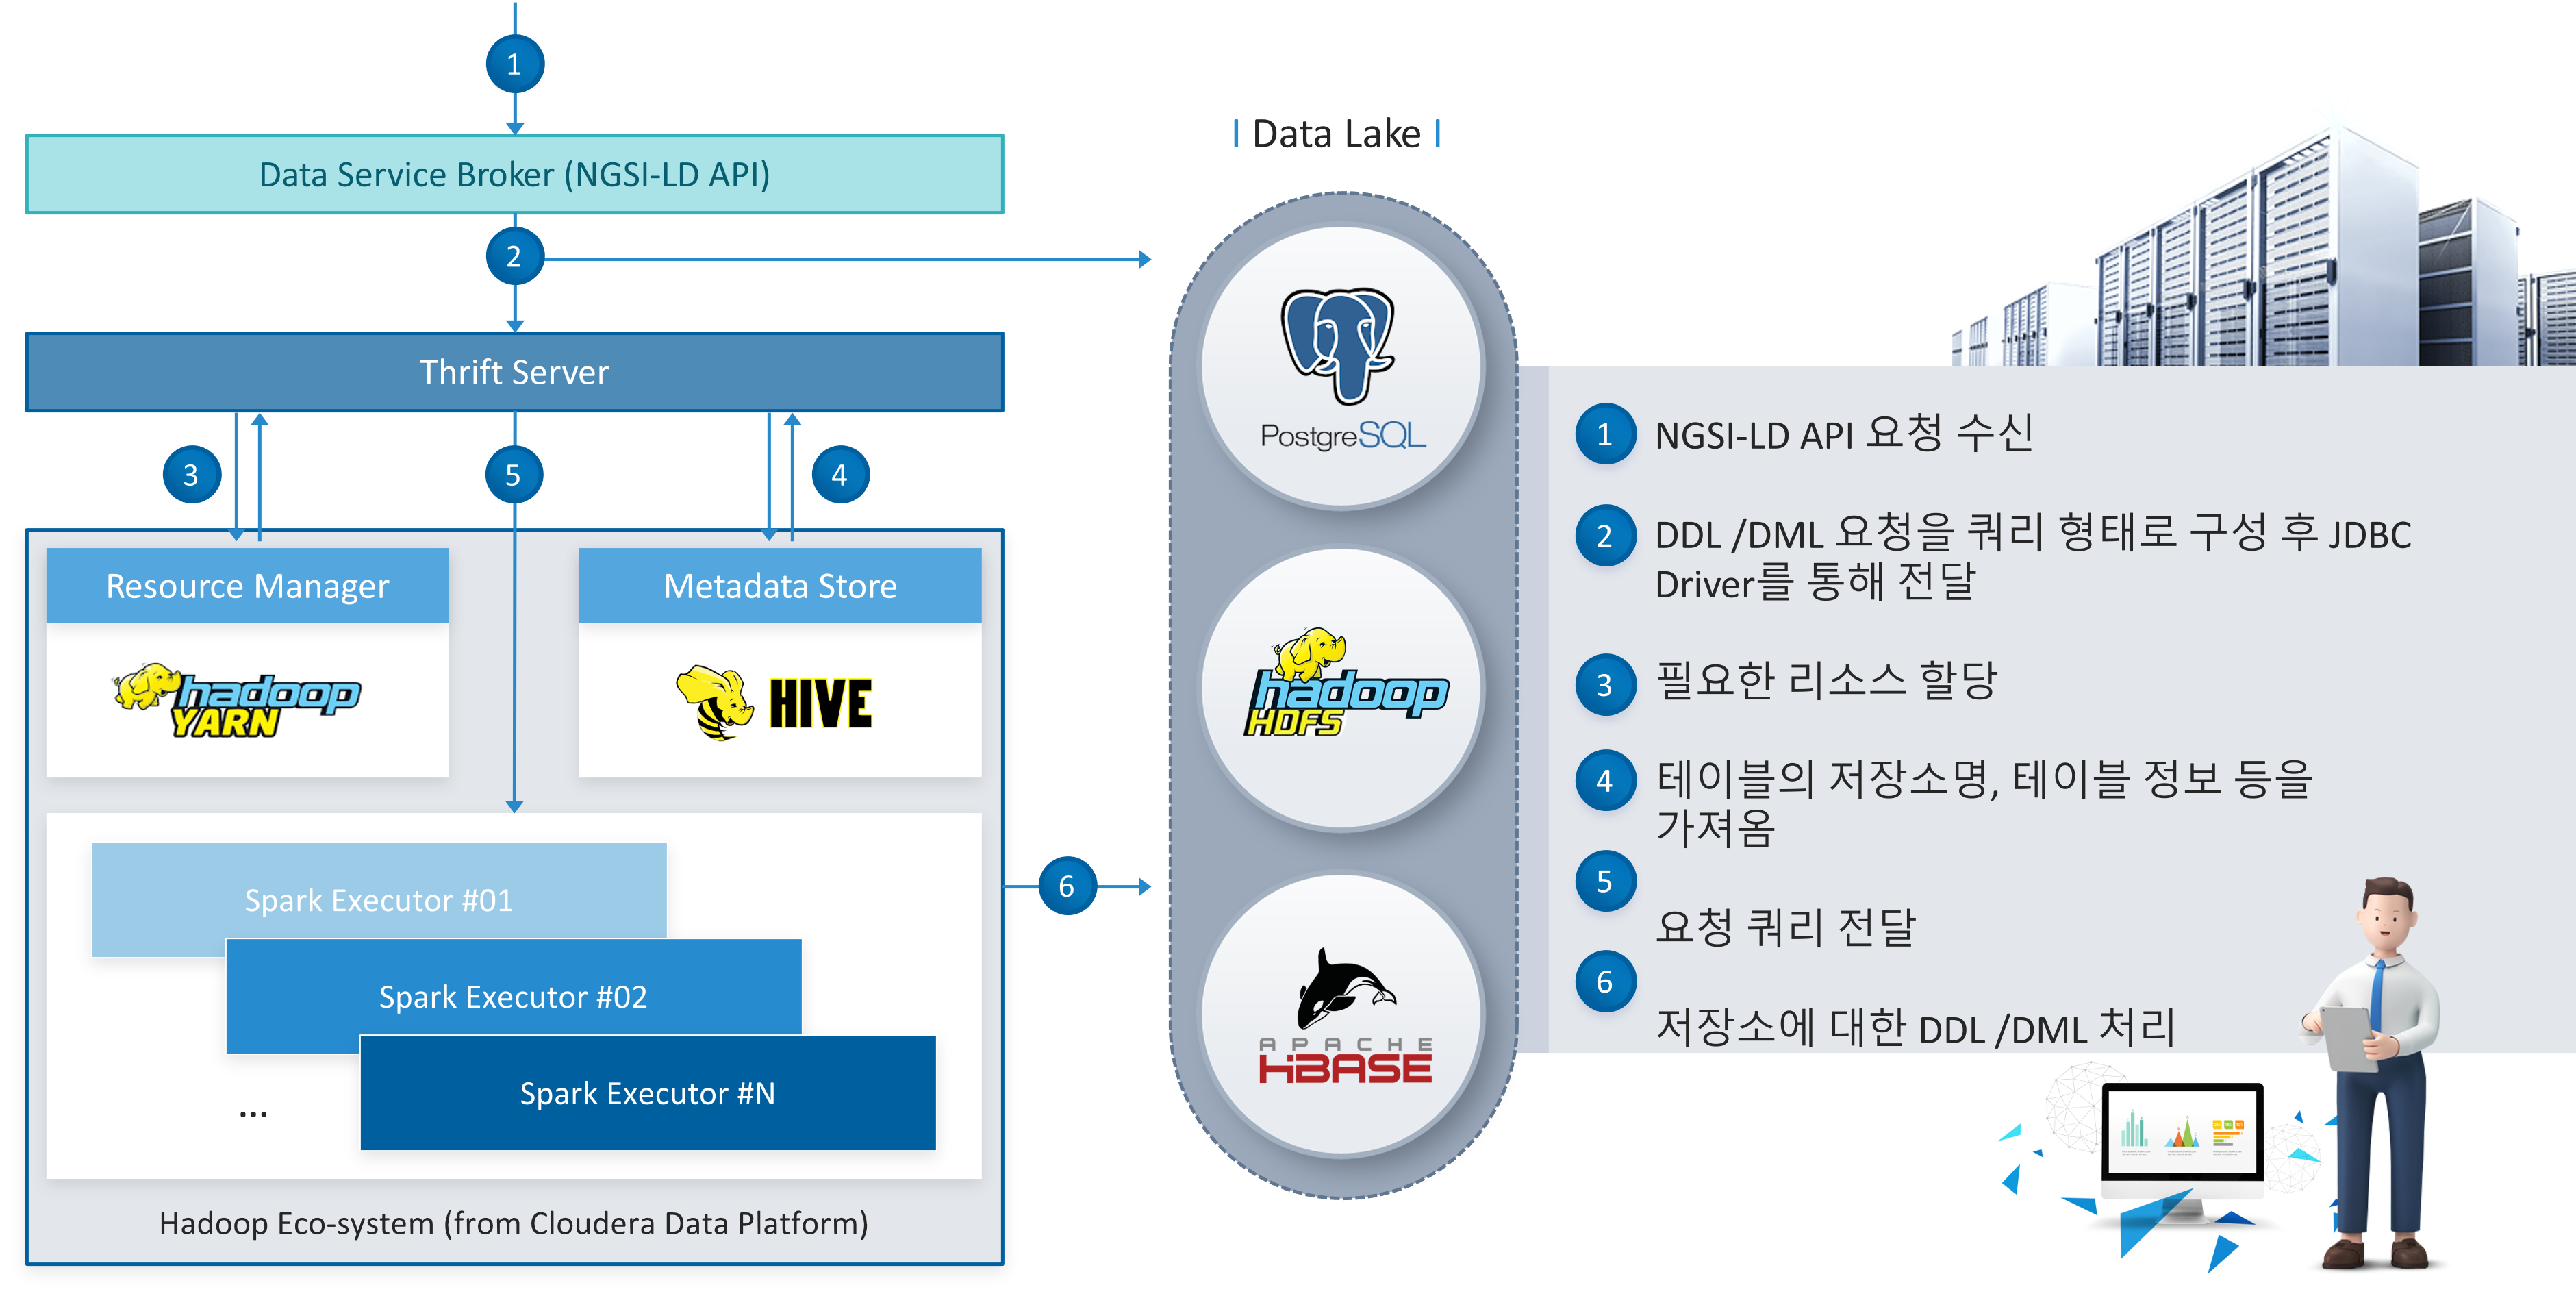 1
Data Service Broker (NGSI-LD API)
2
Thrift Server
3
5
4
Resource Manager
hadoop
YARN
Metadata Store
HIVE
Spark Executor #01
Spark Executor #02
Spark Executor #N
...
Hadoop Eco-system (from Cloudera Data Platform)
6
Data Lake
PostgreSQL
hadoop
HDFS
APACHE
HBASE
1 NGSI-LD API 요청 수신
2 DDL /DML 요청을 쿼리 형태로 구성 후 JDBC
Driver를 통해 전달
3 필요한 리소스 할당
4 테이블의 저장소명, 테이블 정보 등을
가져옴
5
요청 쿼리 전달
6
저장소에 대한 DDL /DML 처리